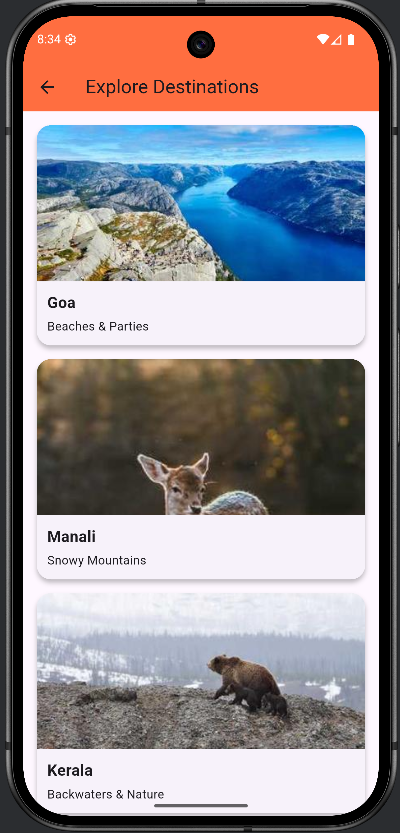 8:34
Explore Destinations
Goa
Beaches & Parties
Manali
Snowy Mountains
Kerala
Backwaters & Nature